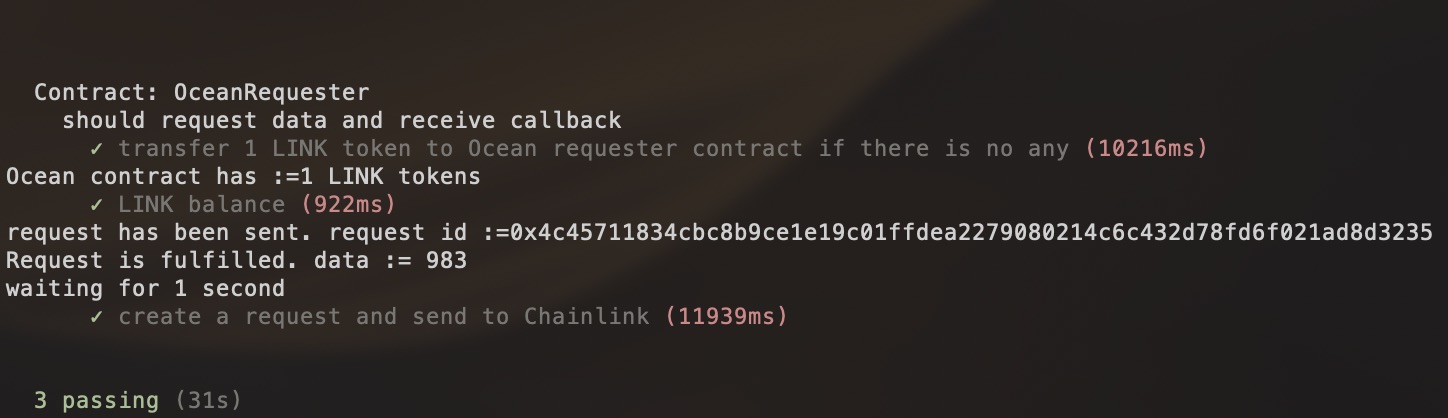 Contract: OceanRequester
should request data and receive callback
✓ transfer 1 LINK token to Ocean requester contract if there is no any (10216ms)
Ocean contract has :=1 LINK tokens
✓ LINK balance (922ms)
request has been sent. request id :=0x4c45711834cbc8b9ce1e19c01ffdea2279080214c6c432d78fd6f021ad8d3235
Request is fulfilled. data := 983
waiting for 1 second
✓ create a request and send to Chainlink (11939ms)
3 passing (31s)